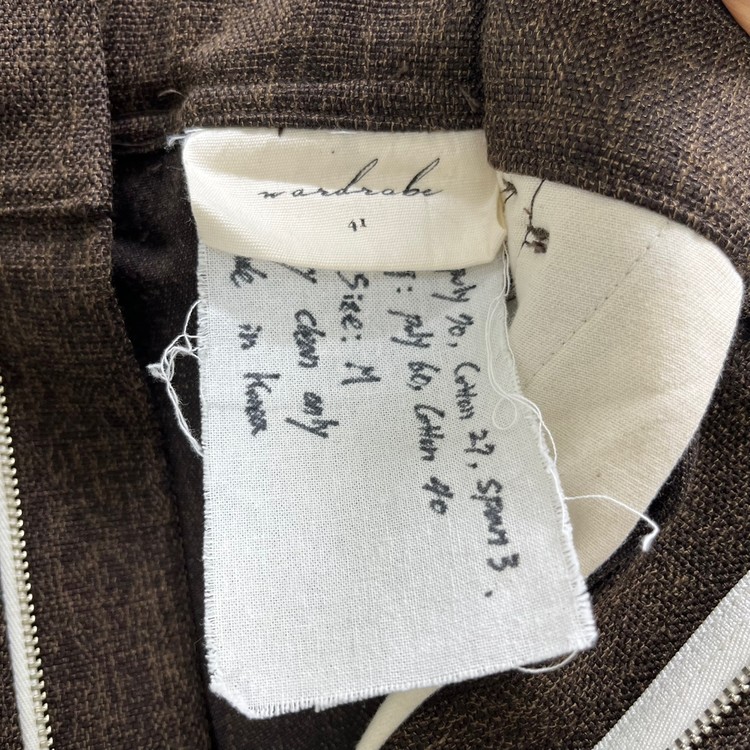 wardrobe
41
poly 70, Cotton 27, span 3.
: poly 60, Cotton 40
Size: M
clean only
in Korea